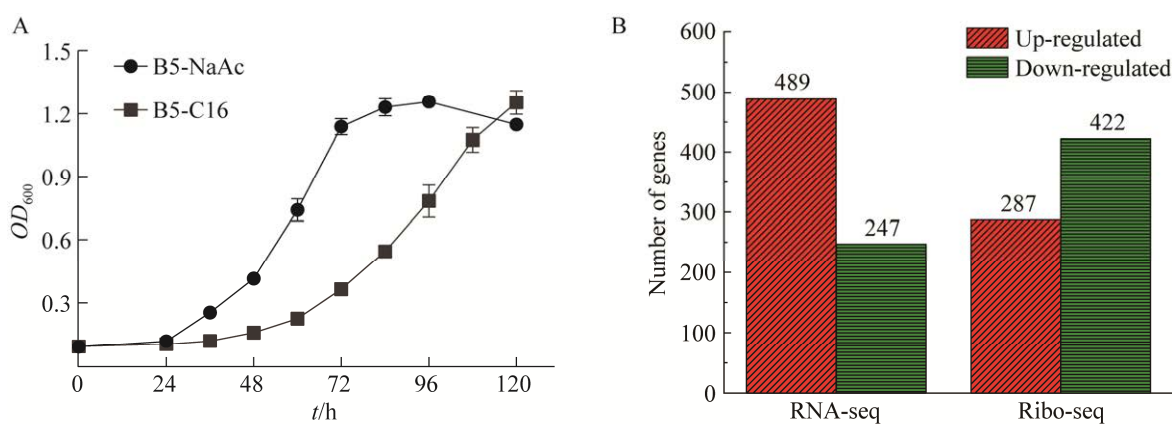 A
1.5
1.2
0.9
0.6
0.3
OD600
B5-NaAc
B5-C16
0
24
48
72
96
120
t/h
B
600
500
400
300
200
100
0
Number of genes
Up-regulated
Down-regulated
489
247
287
422
RNA-seq
Ribo-seq